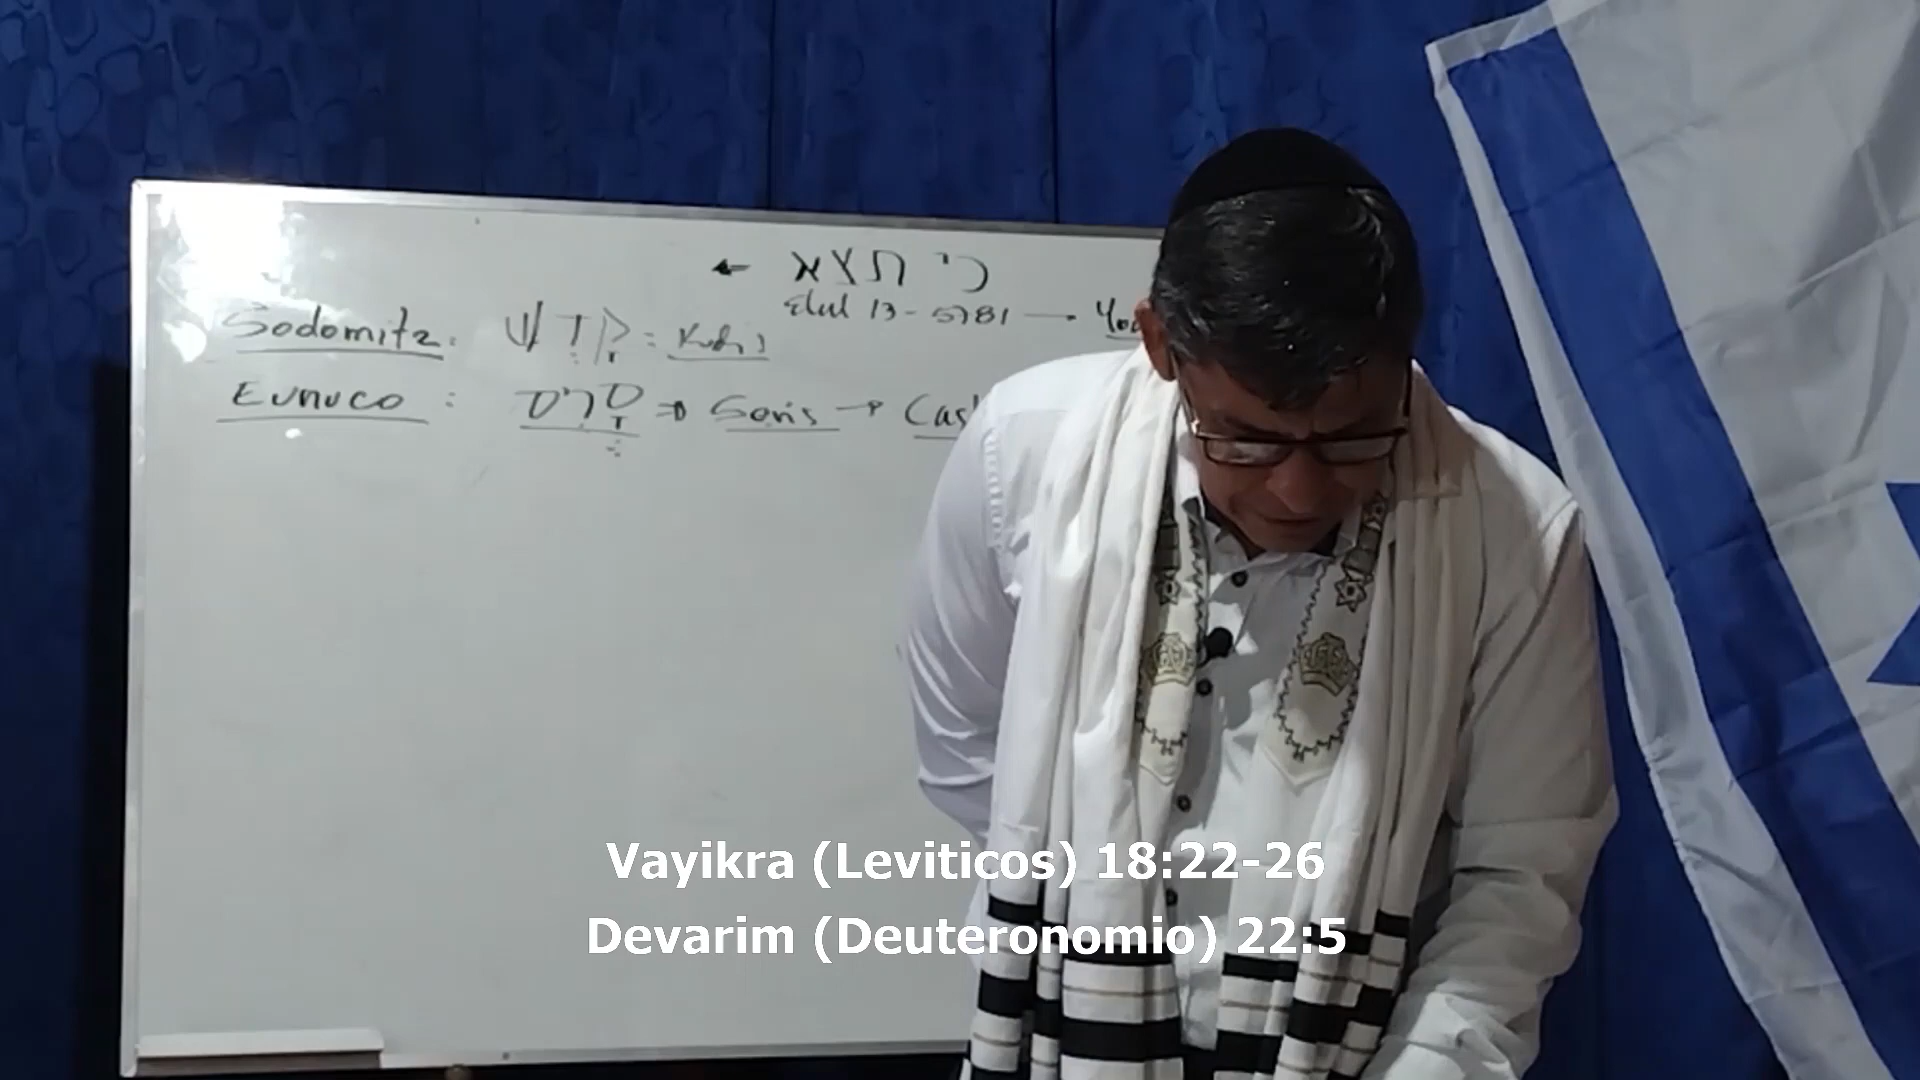 ← כי תצא
Elul 13 - 5781 →
Sodomita: קדש = Kadis
Eunuco: סריס ⇒ Saris →
Vayikra (Leviticos) 18:22-26
Devarim (Deuteronomio) 22:5